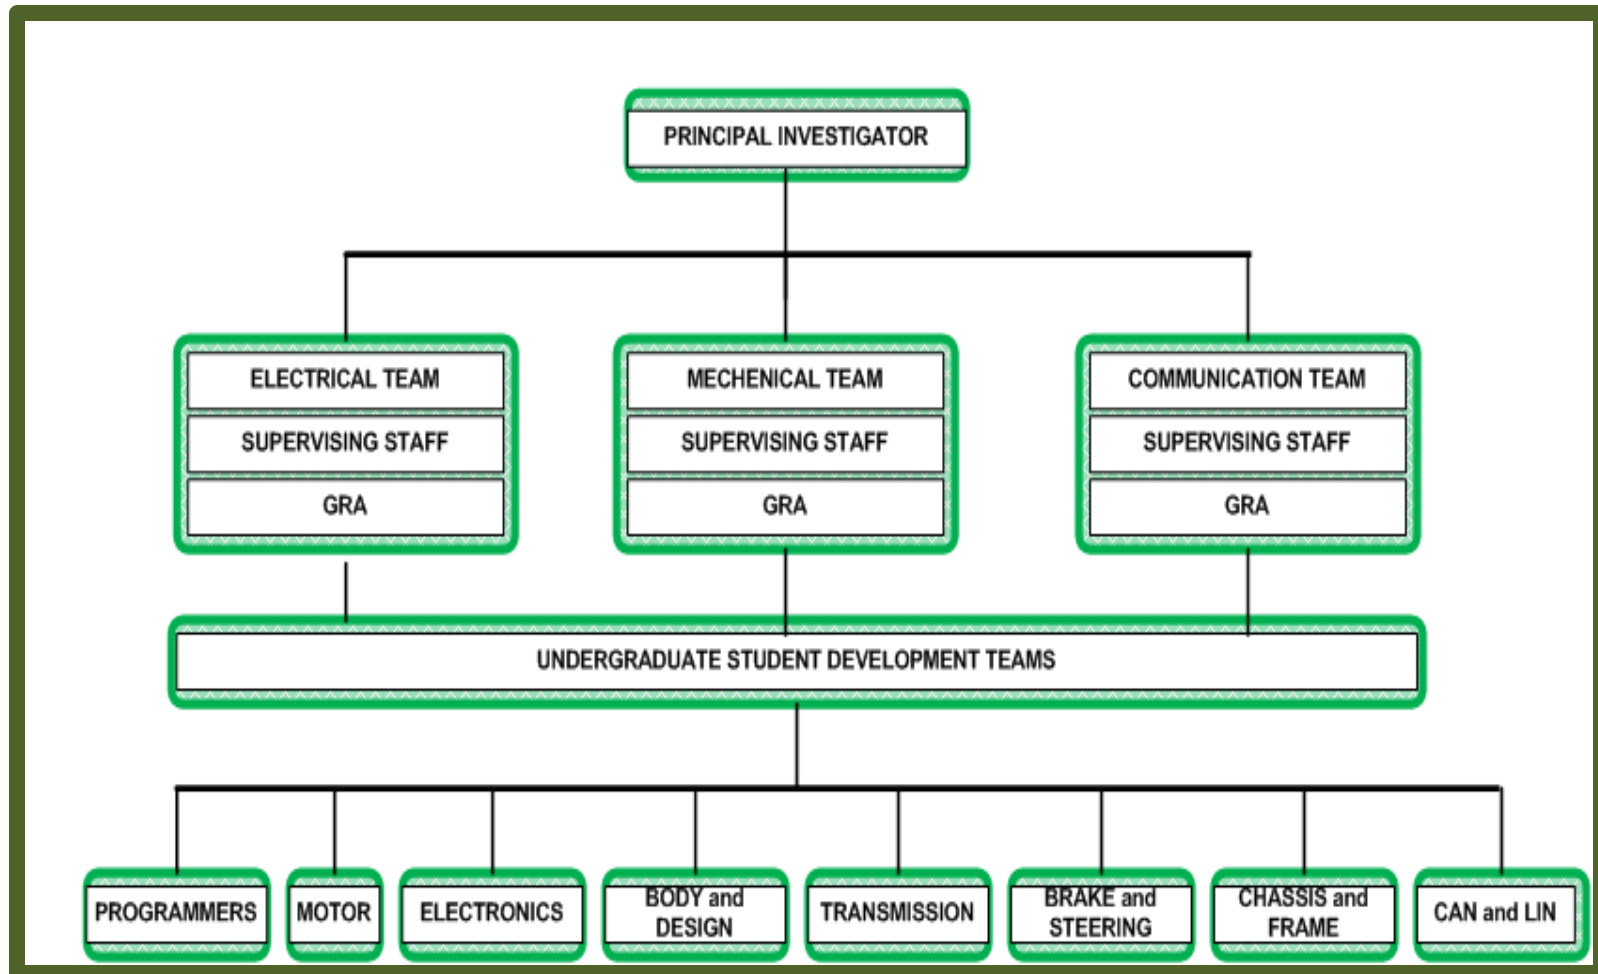 PRINCIPAL INVESTIGATOR
ELECTRICAL TEAM
SUPERVISING STAFF
GRA
MECHENICAL TEAM
SUPERVISING STAFF
GRA
COMMUNICATION TEAM
SUPERVISING STAFF
GRA
UNDERGRADUATE STUDENT DEVELOPMENT TEAMS
PROGRAMMERS
MOTOR
ELECTRONICS
BODY and
DESIGN
TRANSMISSION
BRAKE and
STEERING
CHASSIS and
FRAME
CAN and LIN